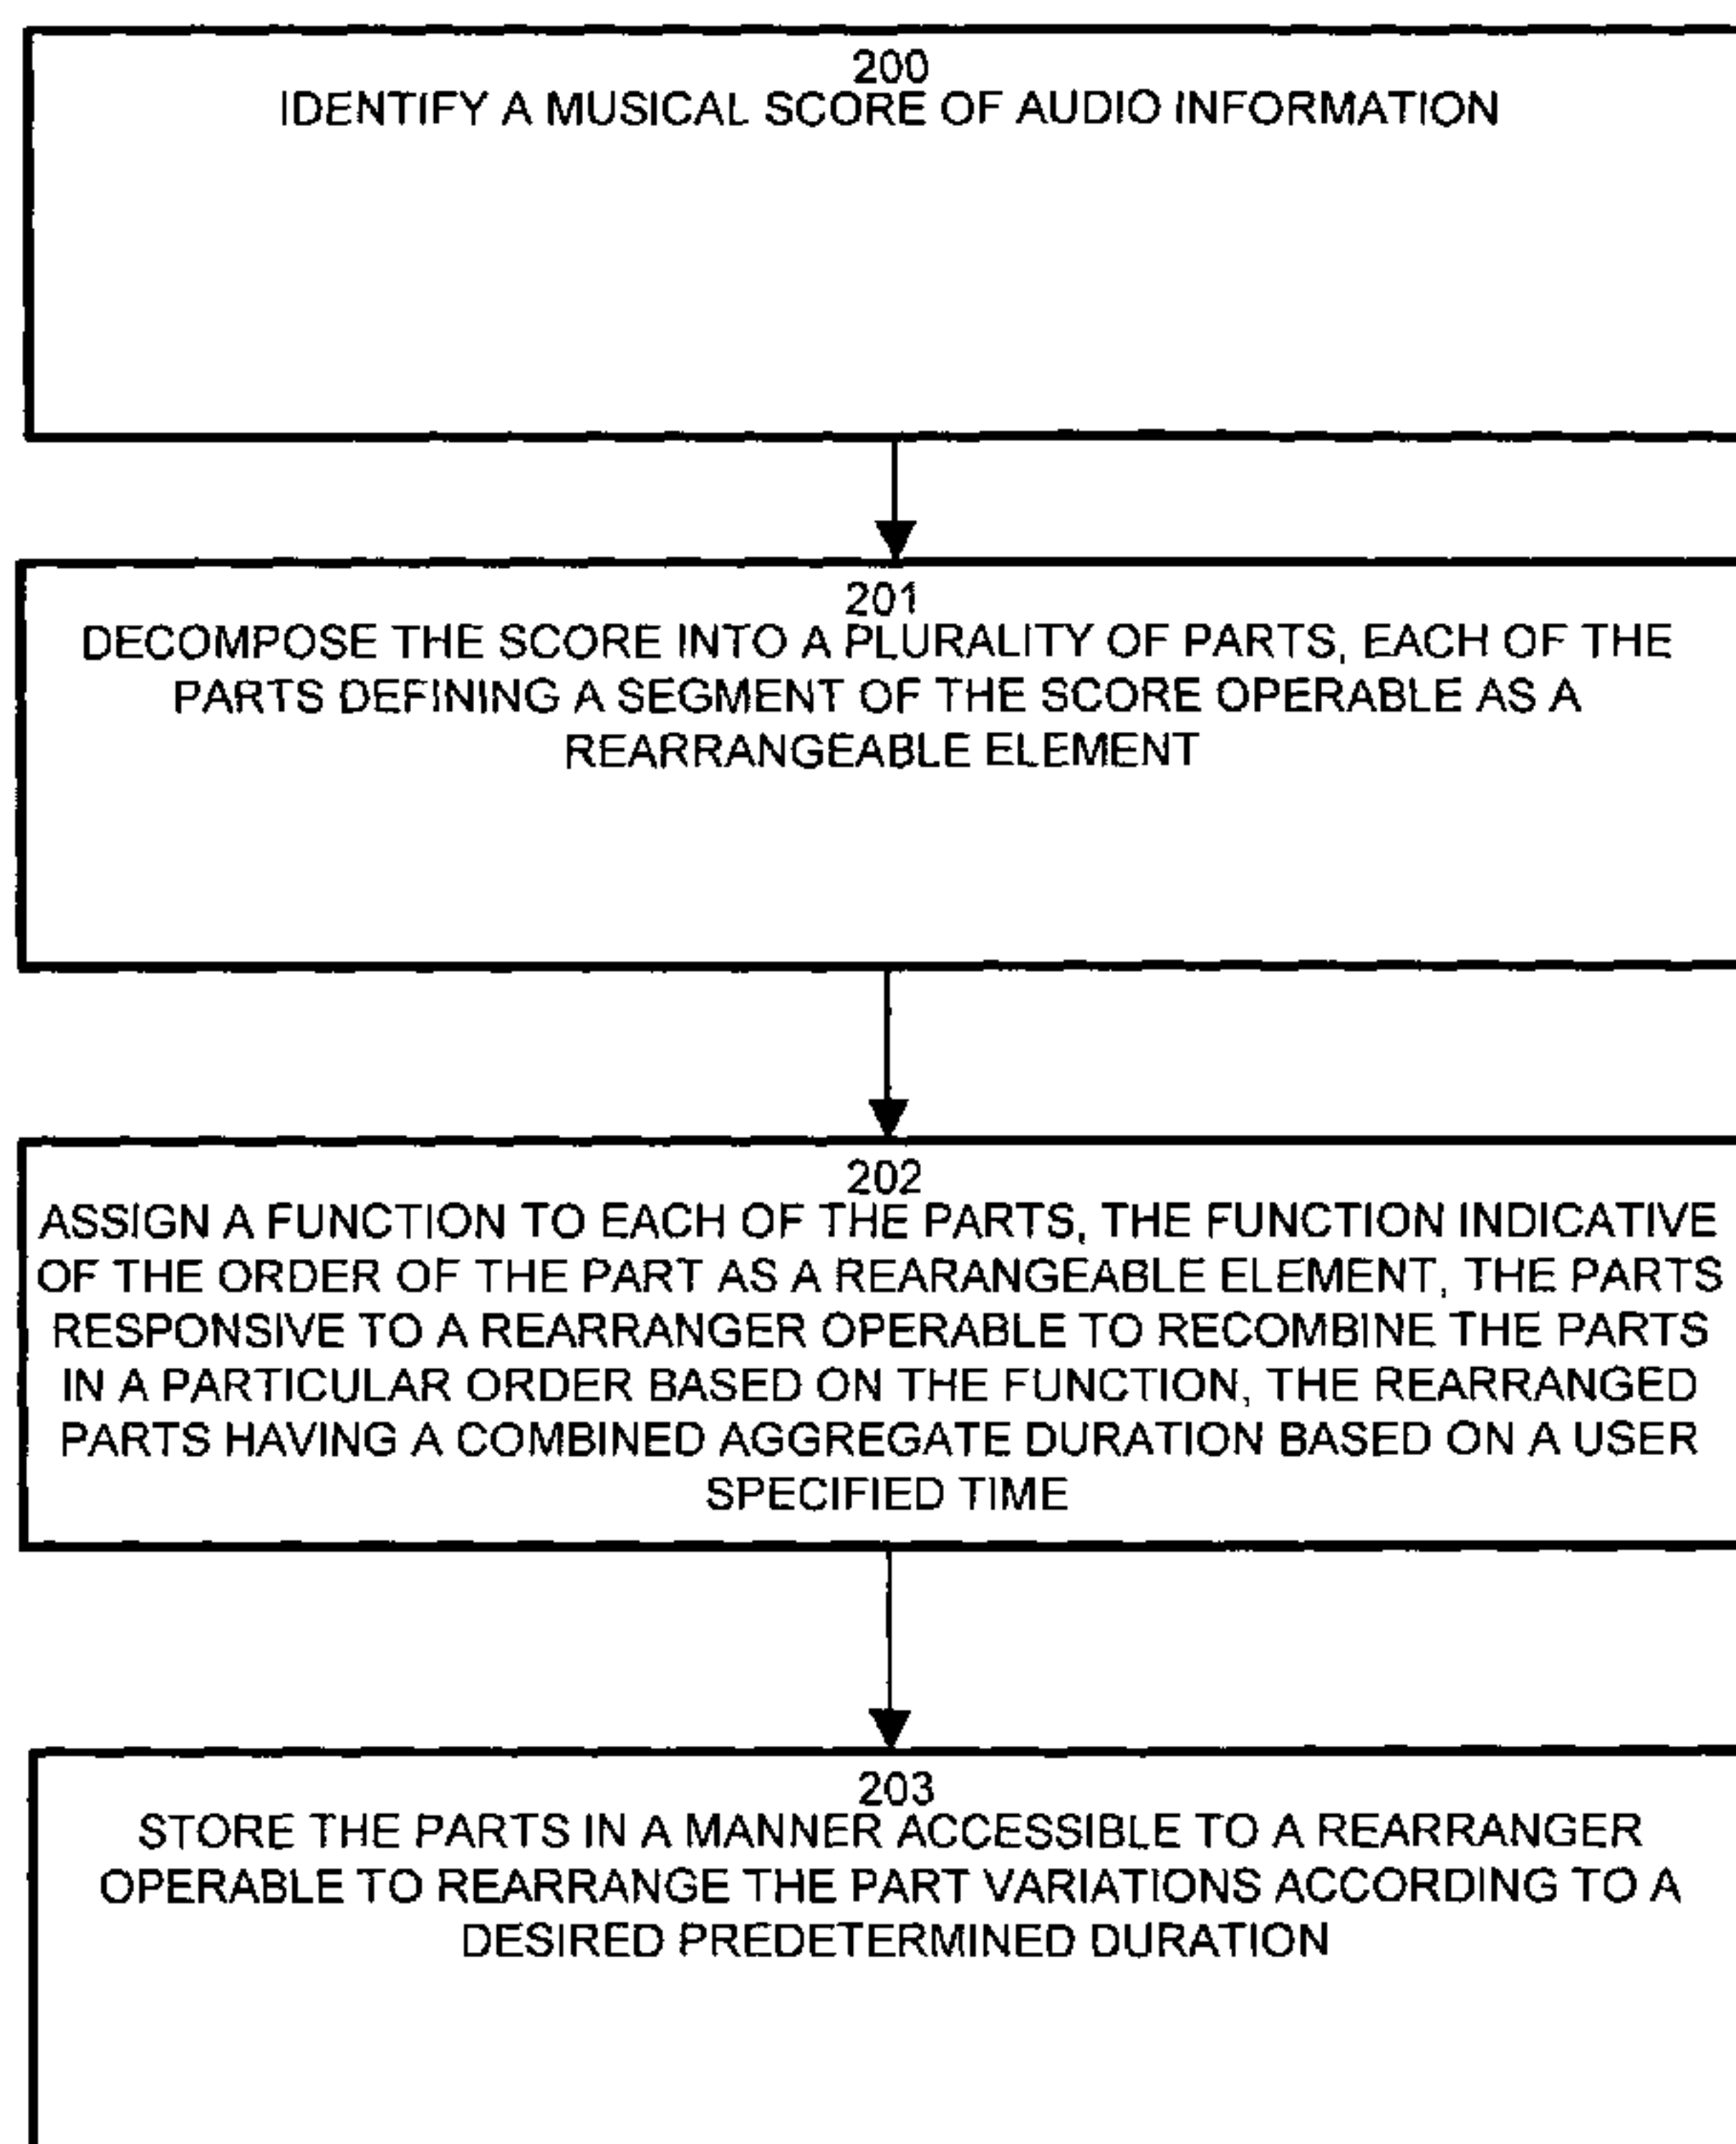 200
IDENTIFY A MUSICAL SCORE OF AUDIO INFORMATION
201
DECOMPOSE THE SCORE INTO A PLURALITY OF PARTS, EACH OF THE
PARTS DEFINING A SEGMENT OF THE SCORE OPERABLE AS A
REARRANGEABLE ELEMENT
202
ASSIGN A FUNCTION TO EACH OF THE PARTS, THE FUNCTION INDICATIVE
OF THE ORDER OF THE PART AS A REARANGEABLE ELEMENT, THE PARTS
RESPONSIVE TO A REARRANGER OPERABLE TO RECOMBINE THE PARTS
IN A PARTICULAR ORDER BASED ON THE FUNCTION, THE REARRANGED
PARTS HAVING A COMBINED AGGREGATE DURATION BASED ON A USER
SPECIFIED TIME
203
STORE THE PARTS IN A MANNER ACCESSIBLE TO A REARRANGER
OPERABLE TO REARRANGE THE PART VARIATIONS ACCORDING TO A
DESIRED PREDETERMINED DURATION